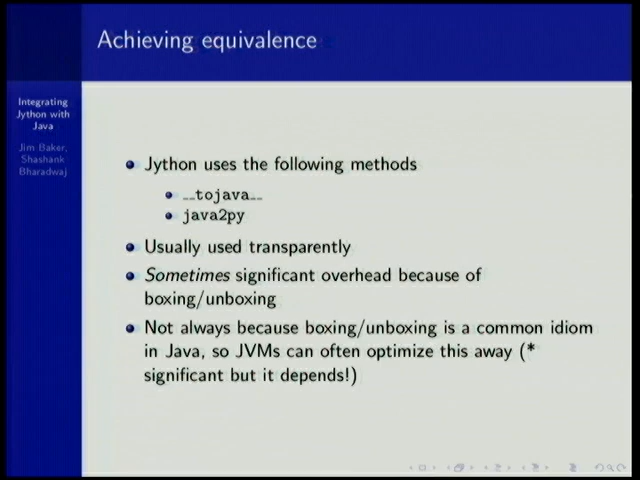 Achieving equivalence
Integrating
Jython with
Java
Jim Baker,
Shashank
Bharadwaj
Jython uses the following methods
__tojava__
java2py
Usually used transparently
Sometimes significant overhead because of
boxing/unboxing
Not always because boxing/unboxing is a common idiom
in Java, so JVMs can often optimize this away (*
significant but it depends!)